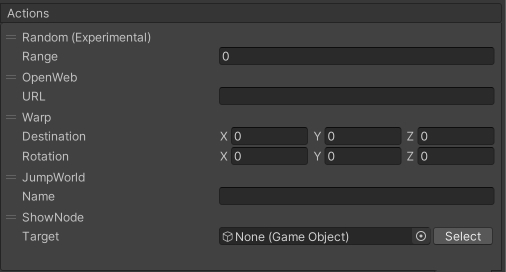 Actions
Random (Experimental)
Range 0
OpenWeb
URL
Warp
Destination X 0 Y 0 Z 0
Rotation X 0 Y 0 Z 0
JumpWorld
Name
ShowNode
Target None (Game Object) Select